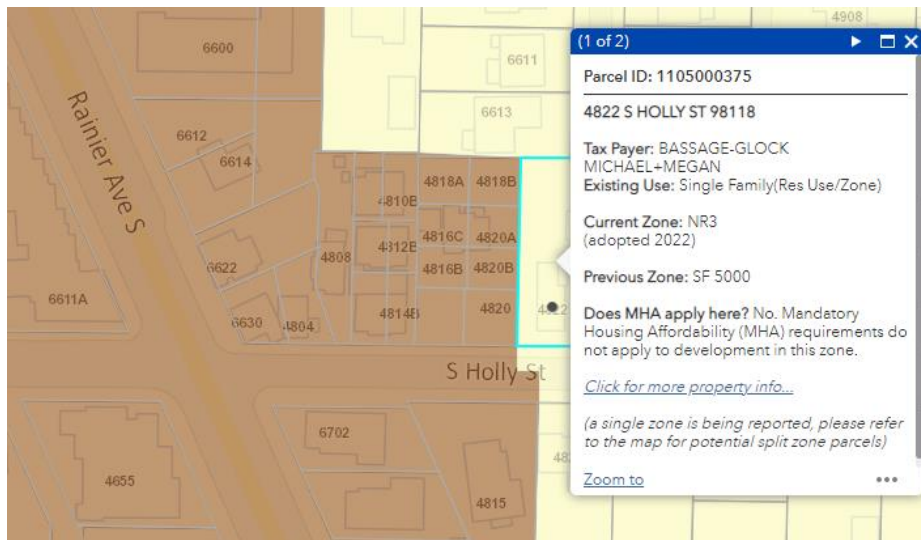 4908
6600
6611
(1 of 2)
Parcel ID: 1105000375
6613
4822 S HOLLY ST 98118
Rainier Ave S
6612
6614
Tax Payer: BASSAGE-GLOCK
MICHAEL+MEGAN
Existing Use: Single Family(Res Use/Zone)
4818A 4818B
4810B
Current Zone: NR3
(adopted 2022)
4812B 4816C 4820A
4808
6622
4816B 4820B
Previous Zone: SF 5000
6611A
4814B 4820 4822
6630 4804
Does MHA apply here? No. Mandatory
Housing Affordability (MHA) requirements do
not apply to development in this zone.
S Holly St
Click for more property info...
(a single zone is being reported, please refer
to the map for potential split zone parcels)
6702
4655
4815
Zoom to